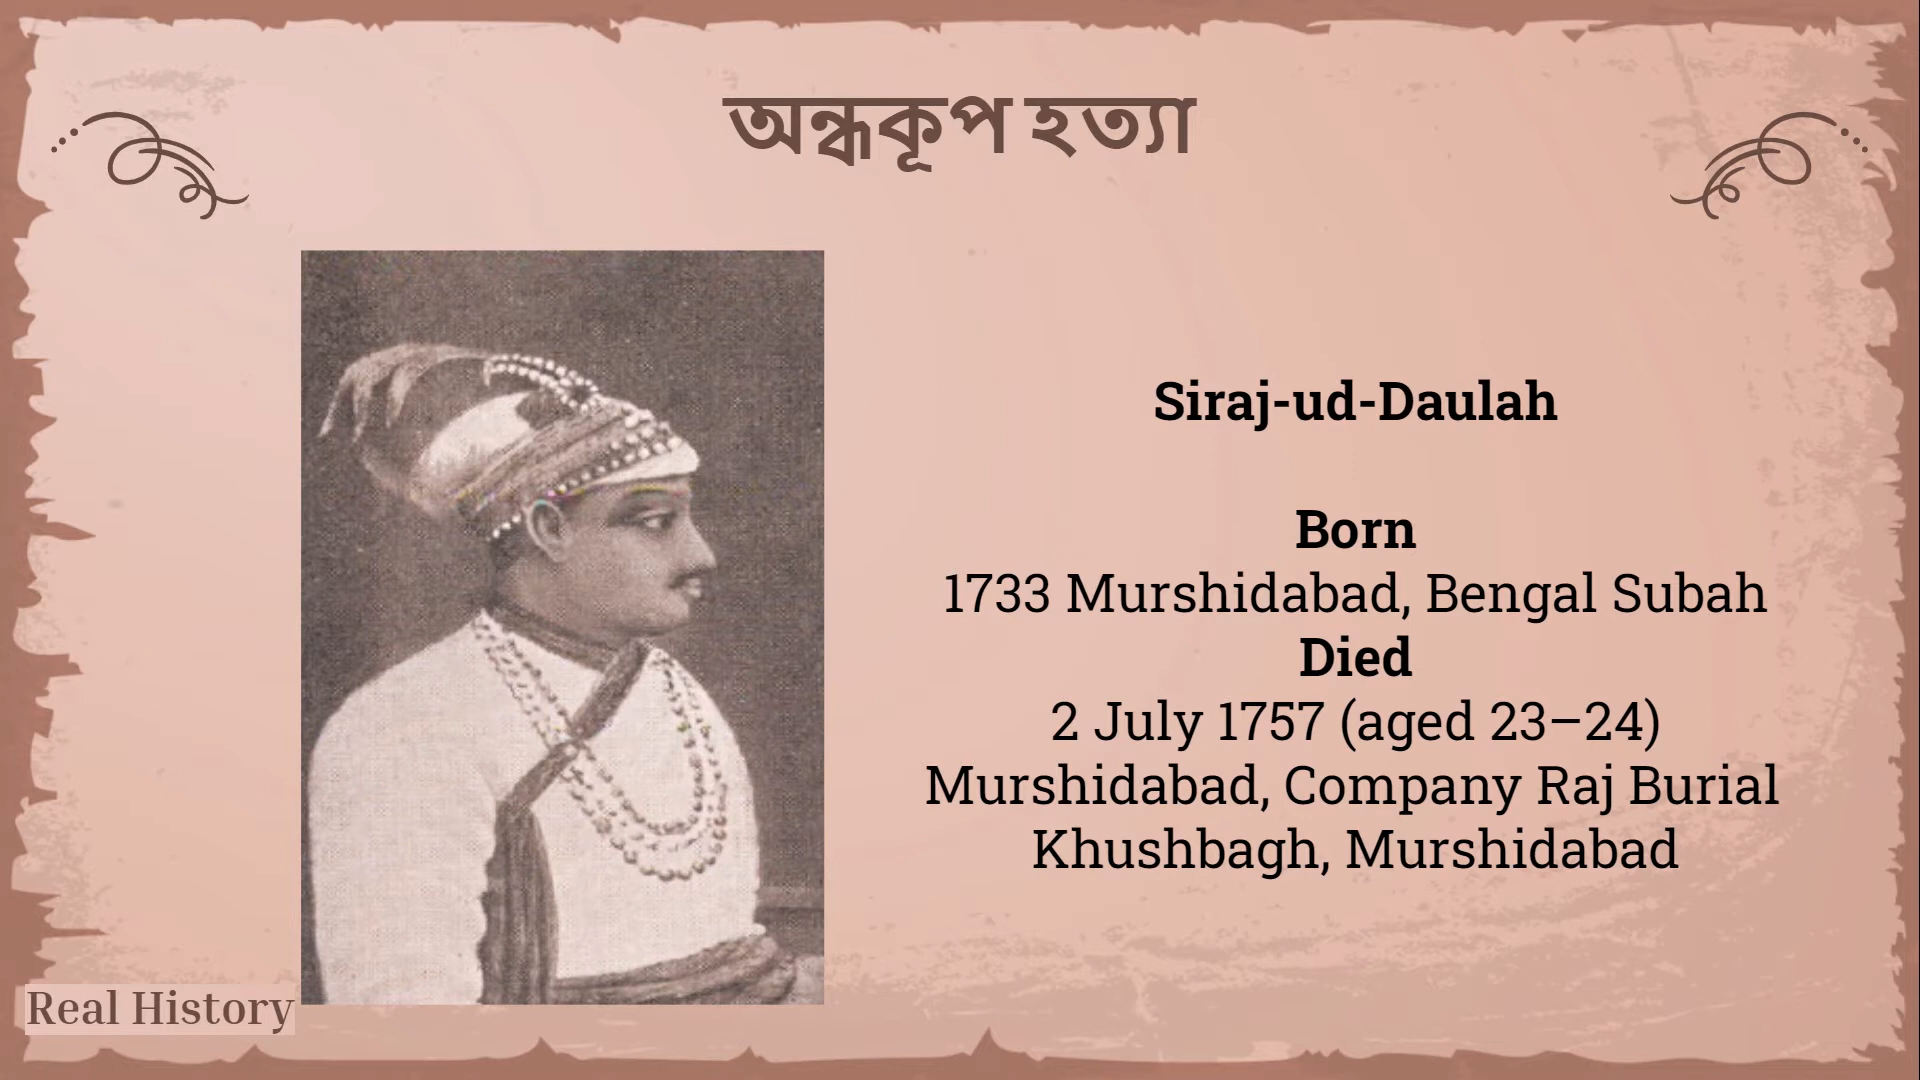 অন্ধকূপ হত্যা
Siraj-ud-Daulah
Born
1733 Murshidabad, Bengal Subah
Died
2 July 1757 (aged 23–24)
Murshidabad, Company Raj Burial
Khushbagh, Murshidabad
Real History